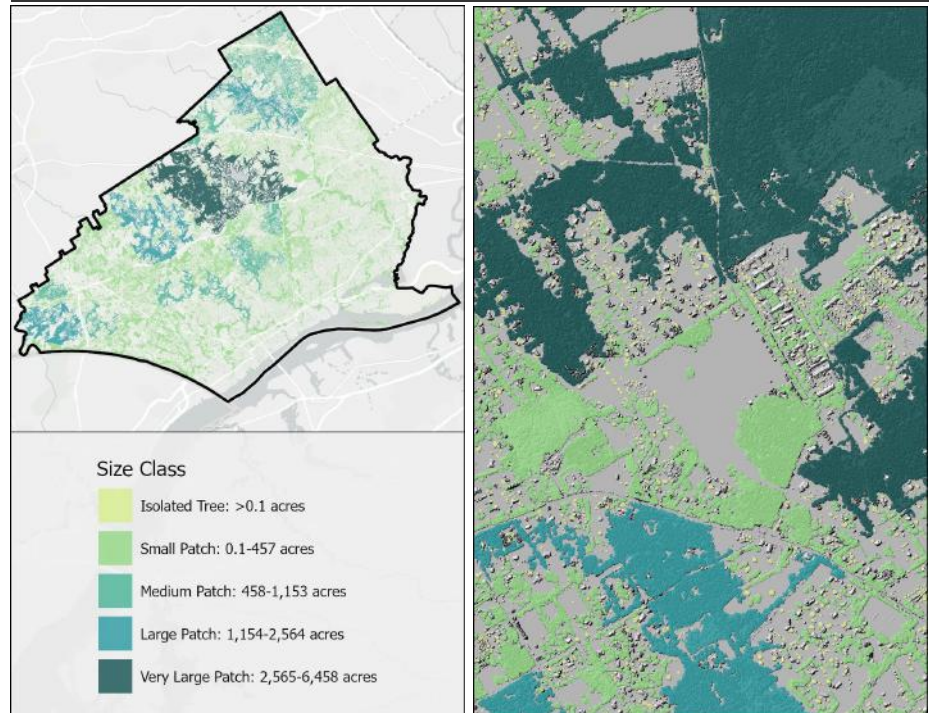 Size Class
Isolated Tree: >0.1 acres
Small Patch: 0.1-457 acres
Medium Patch: 458-1,153 acres
Large Patch: 1,154-2,564 acres
Very Large Patch: 2,565-6,458 acres